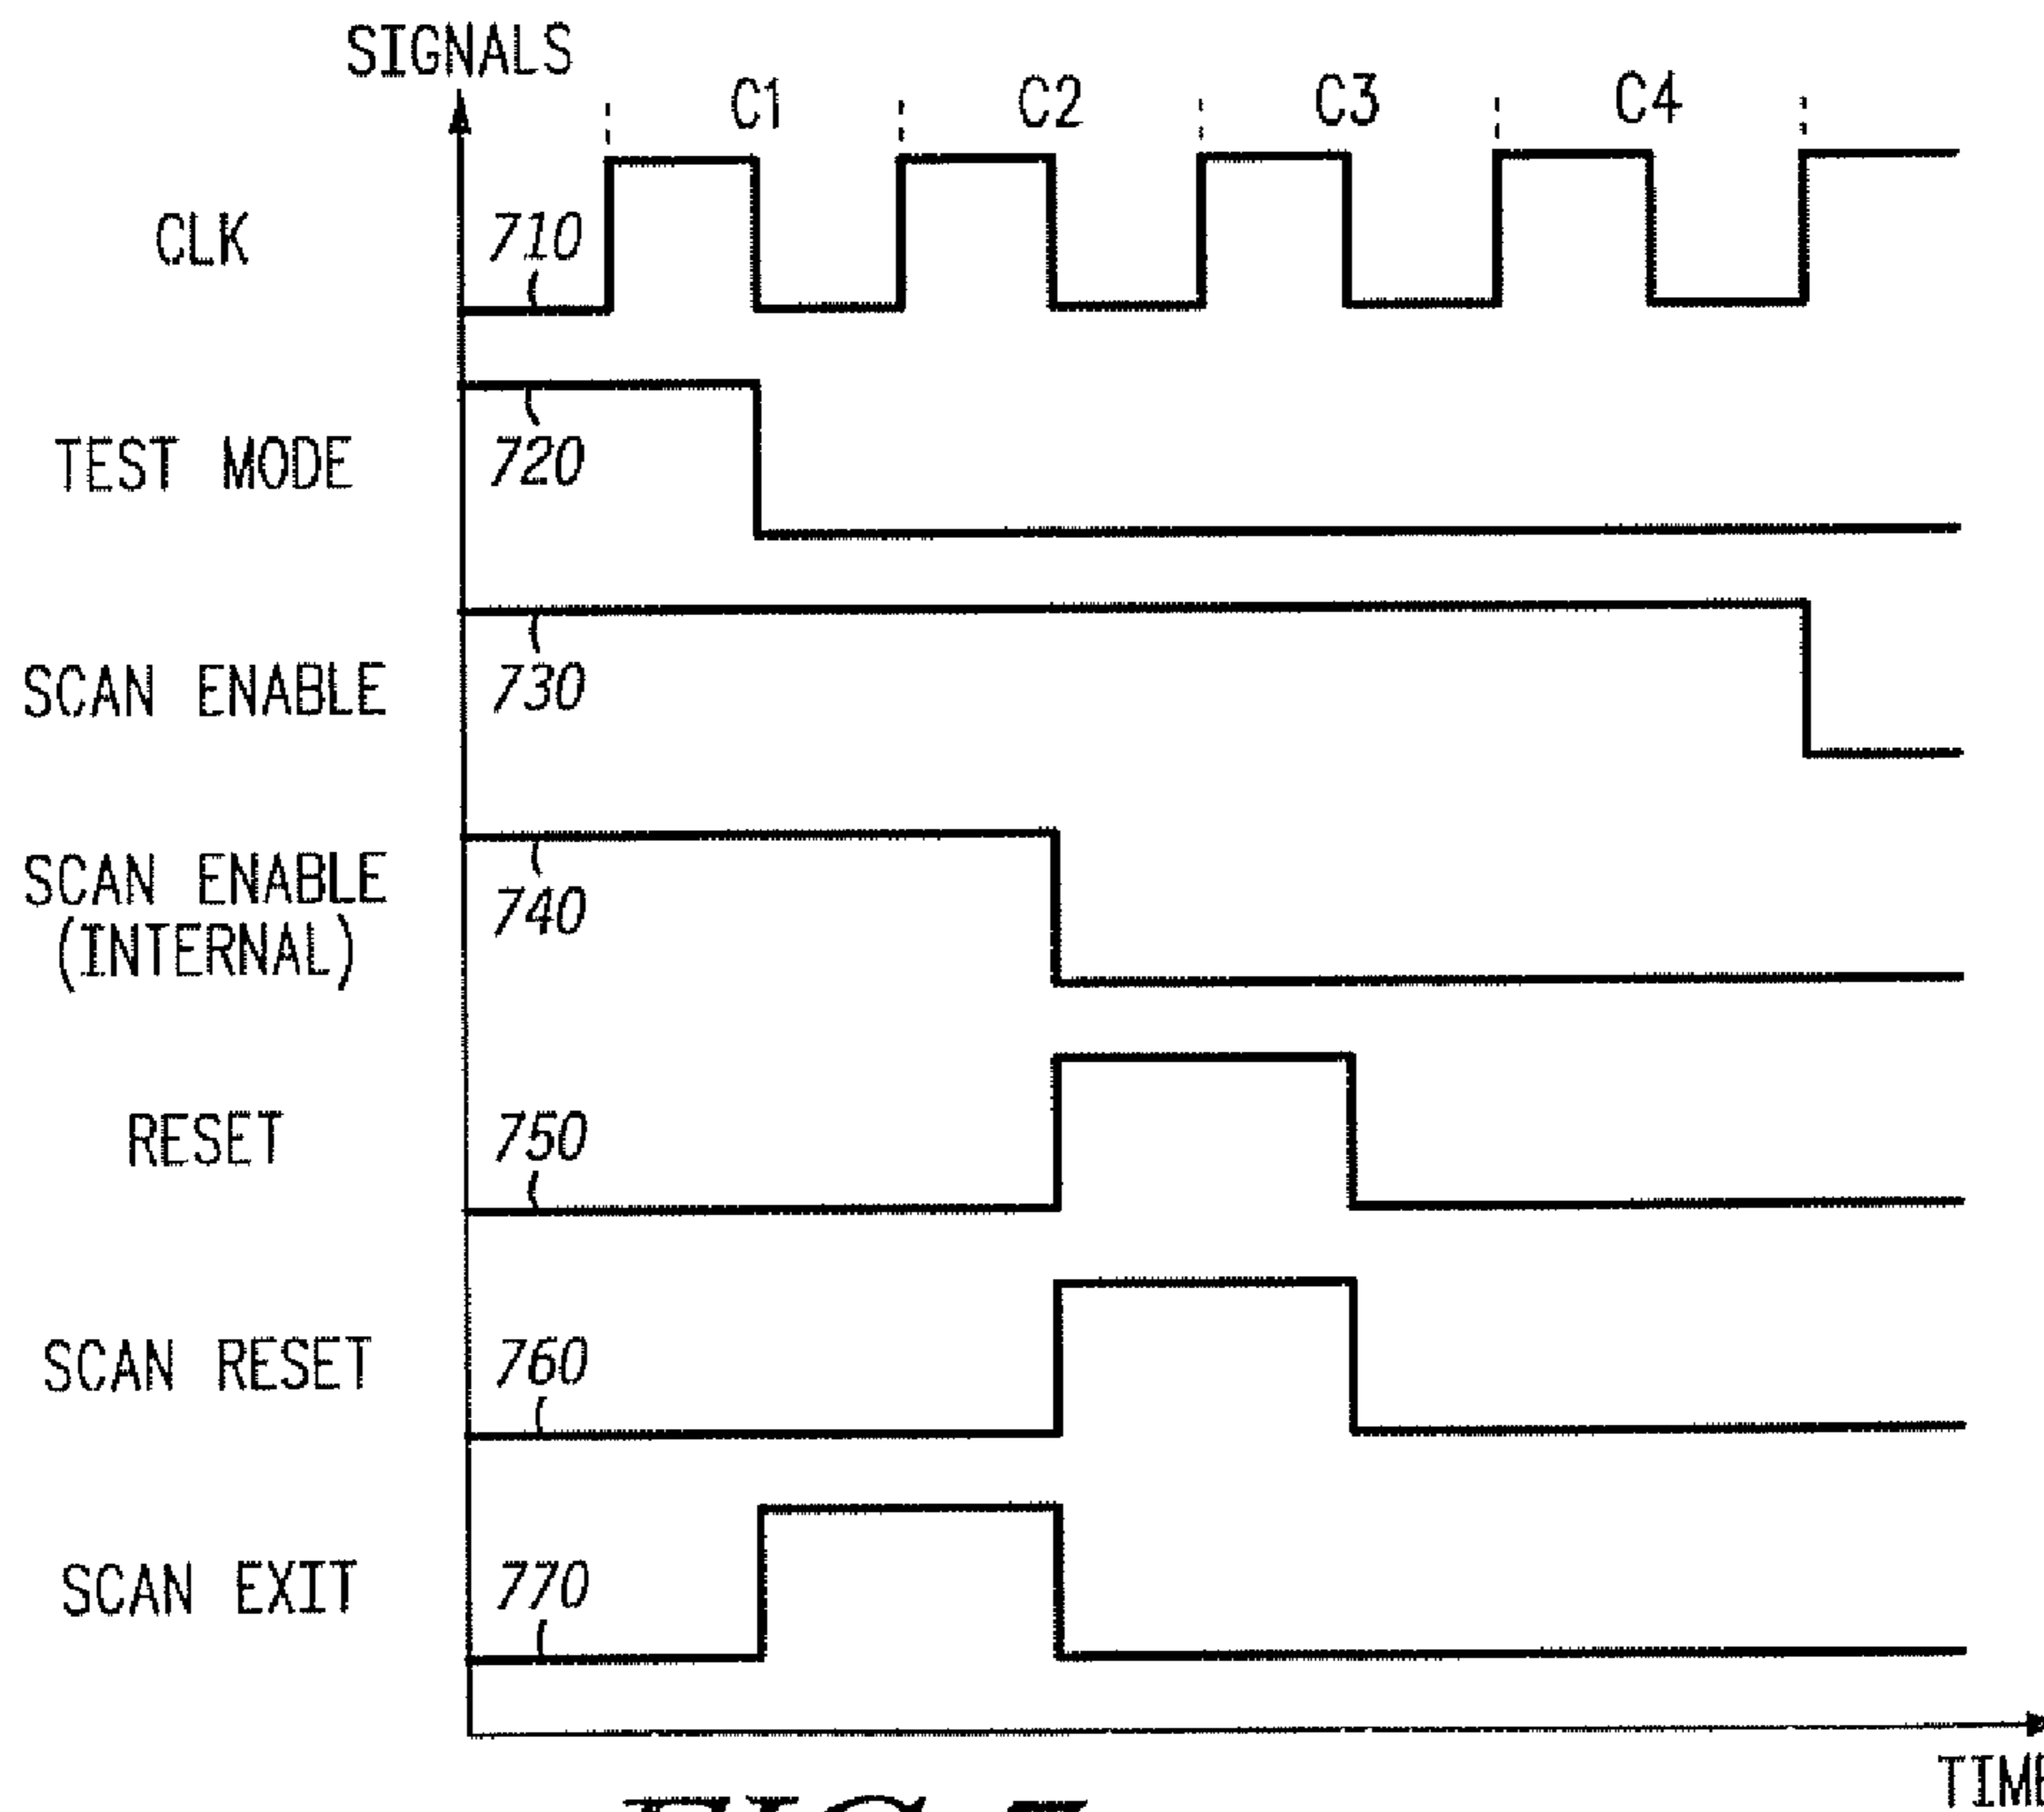 SIGNALS
C1 C2 C3 C4
CLK 710
TEST MODE 720
SCAN ENABLE 730
SCAN ENABLE
(INTERNAL) 740
RESET 750
SCAN RESET 760
SCAN EXIT 770